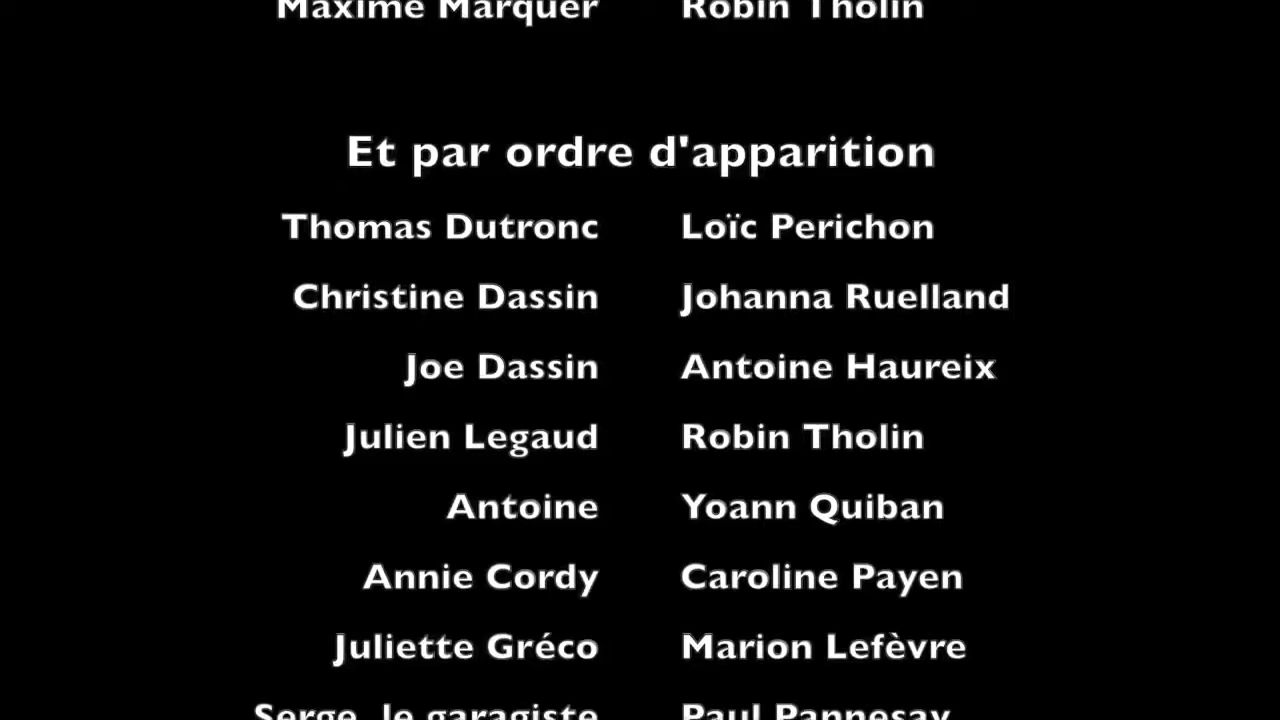 Maxime Marquer Robin Tholin
Et par ordre d'apparition
Thomas Dutronc Loïc Perichon
Christine Dassin Johanna Ruelland
Joe Dassin Antoine Haureix
Julien Legaud Robin Tholin
Antoine Yoann Quiban
Annie Cordy Caroline Payen
Juliette Gréco Marion Lefèvre
Serge, le garagiste Paul Pannesay